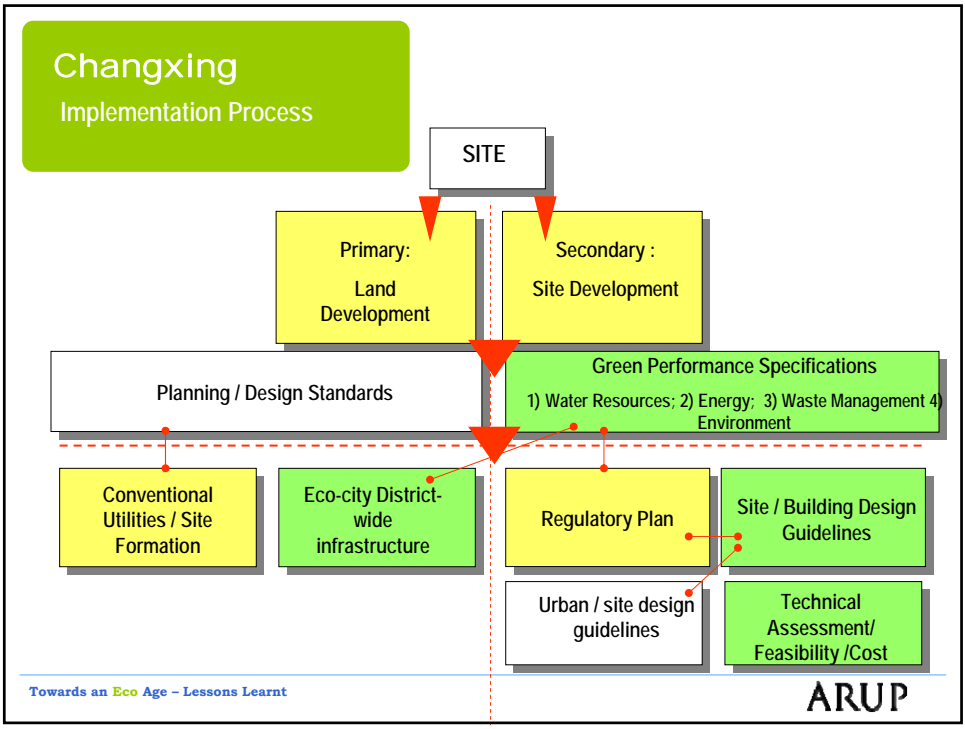 Changxing
Implementation Process
SITE
Primary:
Land
Development
Secondary :
Site Development
Planning / Design Standards
Green Performance Specifications
1) Water Resources; 2) Energy; 3) Waste Management 4)
Environment
Conventional
Utilities / Site
Formation
Eco-city District-
wide
infrastructure
Regulatory Plan
Site / Building Design
Guidelines
Urban / site design
guidelines
Technical
Assessment/
Feasibility /Cost
Towards an Eco Age – Lessons Learnt
ARUP